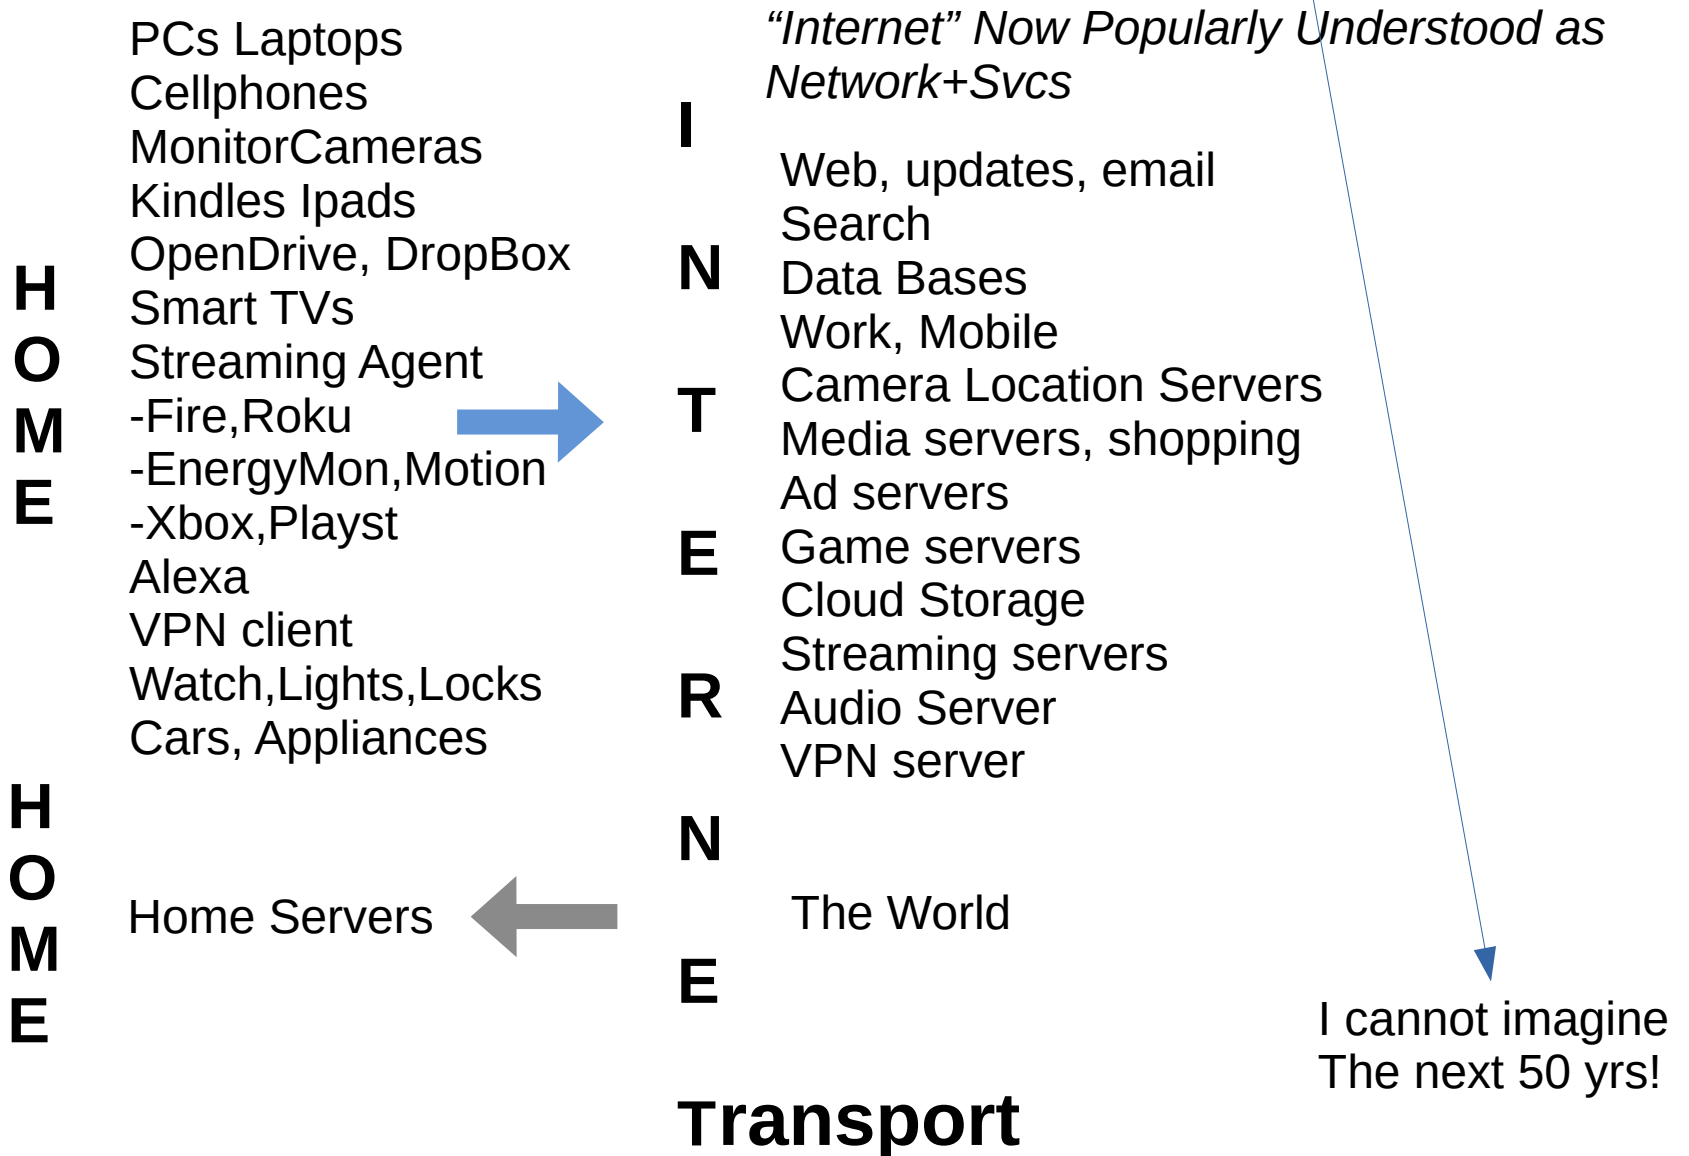 PCs Laptops
Cellphones
MonitorCameras
Kindles Ipads
OpenDrive, DropBox
Smart TVs
Streaming Agent
-Fire,Roku
-EnergyMon,Motion
-Xbox,Playst
Alexa
VPN client
Watch,Lights,Locks
Cars, Appliances
H
O
M
E
“Internet” Now Popularly Understood as
Network+Svcs
Web, updates, email
Search
Data Bases
Work, Mobile
Camera Location Servers
Media servers, shopping
Ad servers
Game servers
Cloud Storage
Streaming servers
Audio Server
VPN server
I
N
T
E
R
N
E
Transport
H
O
M
E
Home Servers
The World
I cannot imagine
The next 50 yrs!